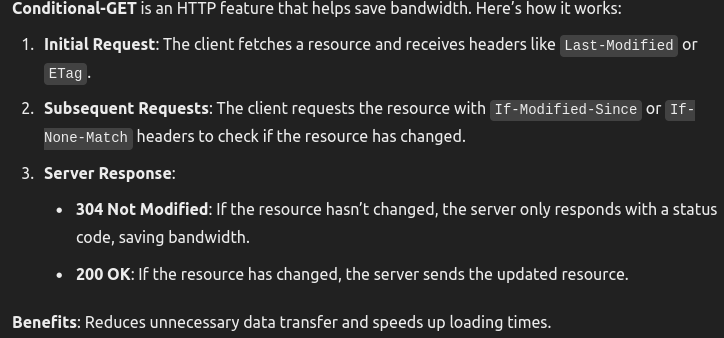 Conditional-GET is an HTTP feature that helps save bandwidth. Here’s how it works:
1. Initial Request: The client fetches a resource and receives headers like Last-Modified or
ETag.
2. Subsequent Requests: The client requests the resource with If-Modified-Since or If-
None-Match headers to check if the resource has changed.
3. Server Response:
• 304 Not Modified: If the resource hasn’t changed, the server only responds with a status
code, saving bandwidth.
• 200 OK: If the resource has changed, the server sends the updated resource.
Benefits: Reduces unnecessary data transfer and speeds up loading times.